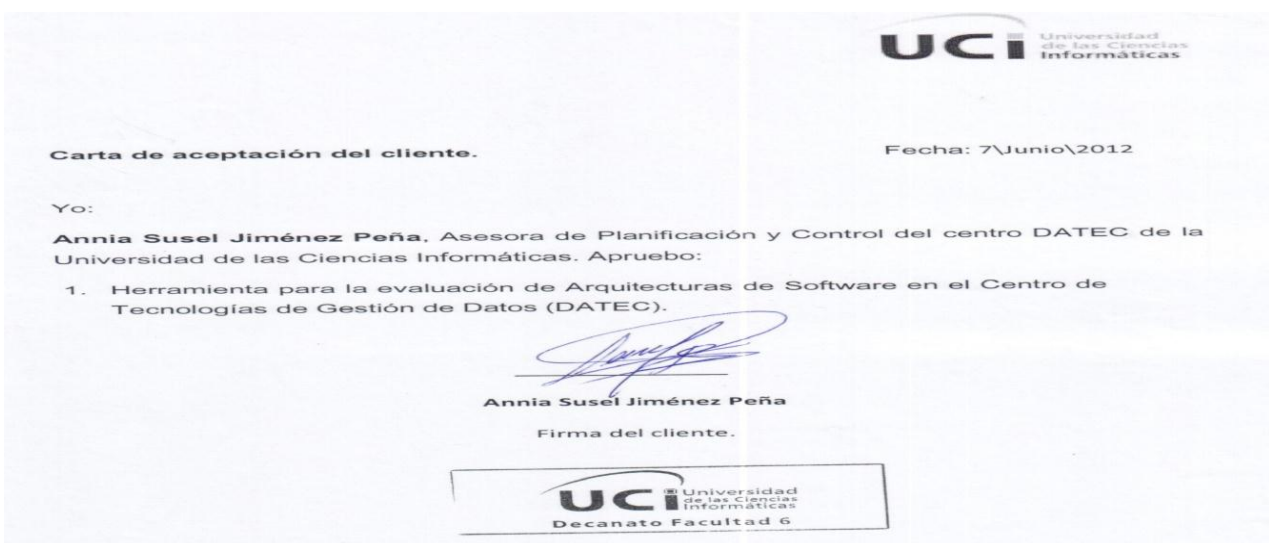 UCi Universidad
de las Ciencias
Informáticas
Carta de aceptación del cliente.
Fecha: 7\Junio\2012
Yo:
Annia Susel Jiménez Peña, Asesora de Planificación y Control del centro DATEC de la
Universidad de las Ciencias Informáticas. Apruebo:
1. Herramienta para la evaluación de Arquitecturas de Software en el Centro de
Tecnologías de Gestión de Datos (DATEC).
Annia Susel Jiménez Peña
Firma del cliente.
UCi Universidad
de las Ciencias
Informáticas
Decanato Facultad 6